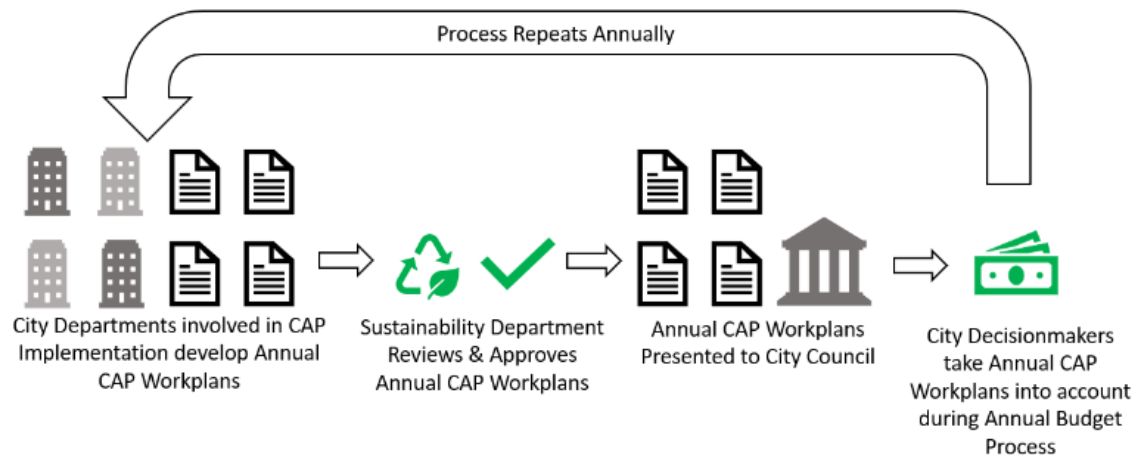 Process Repeats Annually
City Departments involved in CAP
Implementation develop Annual
CAP Workplans
Sustainability Department
Reviews & Approves
Annual CAP Workplans
Annual CAP Workplans
Presented to City Council
City Decisionmakers
take Annual CAP
Workplans into account
during Annual Budget
Process